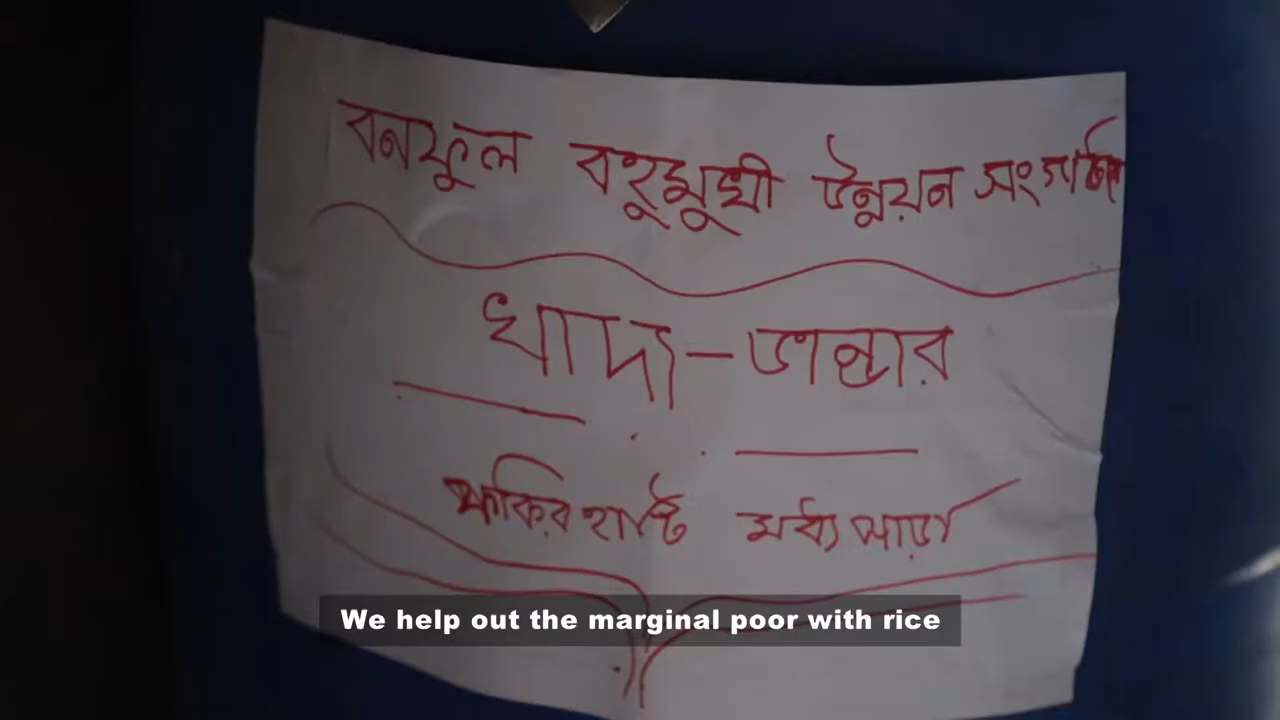 বনফুল বহুমুখী উন্নয়ন সংগঠন
খাদ্য-ভান্ডার
ফকির হাট মধ্য পাড়া
We help out the marginal poor with rice